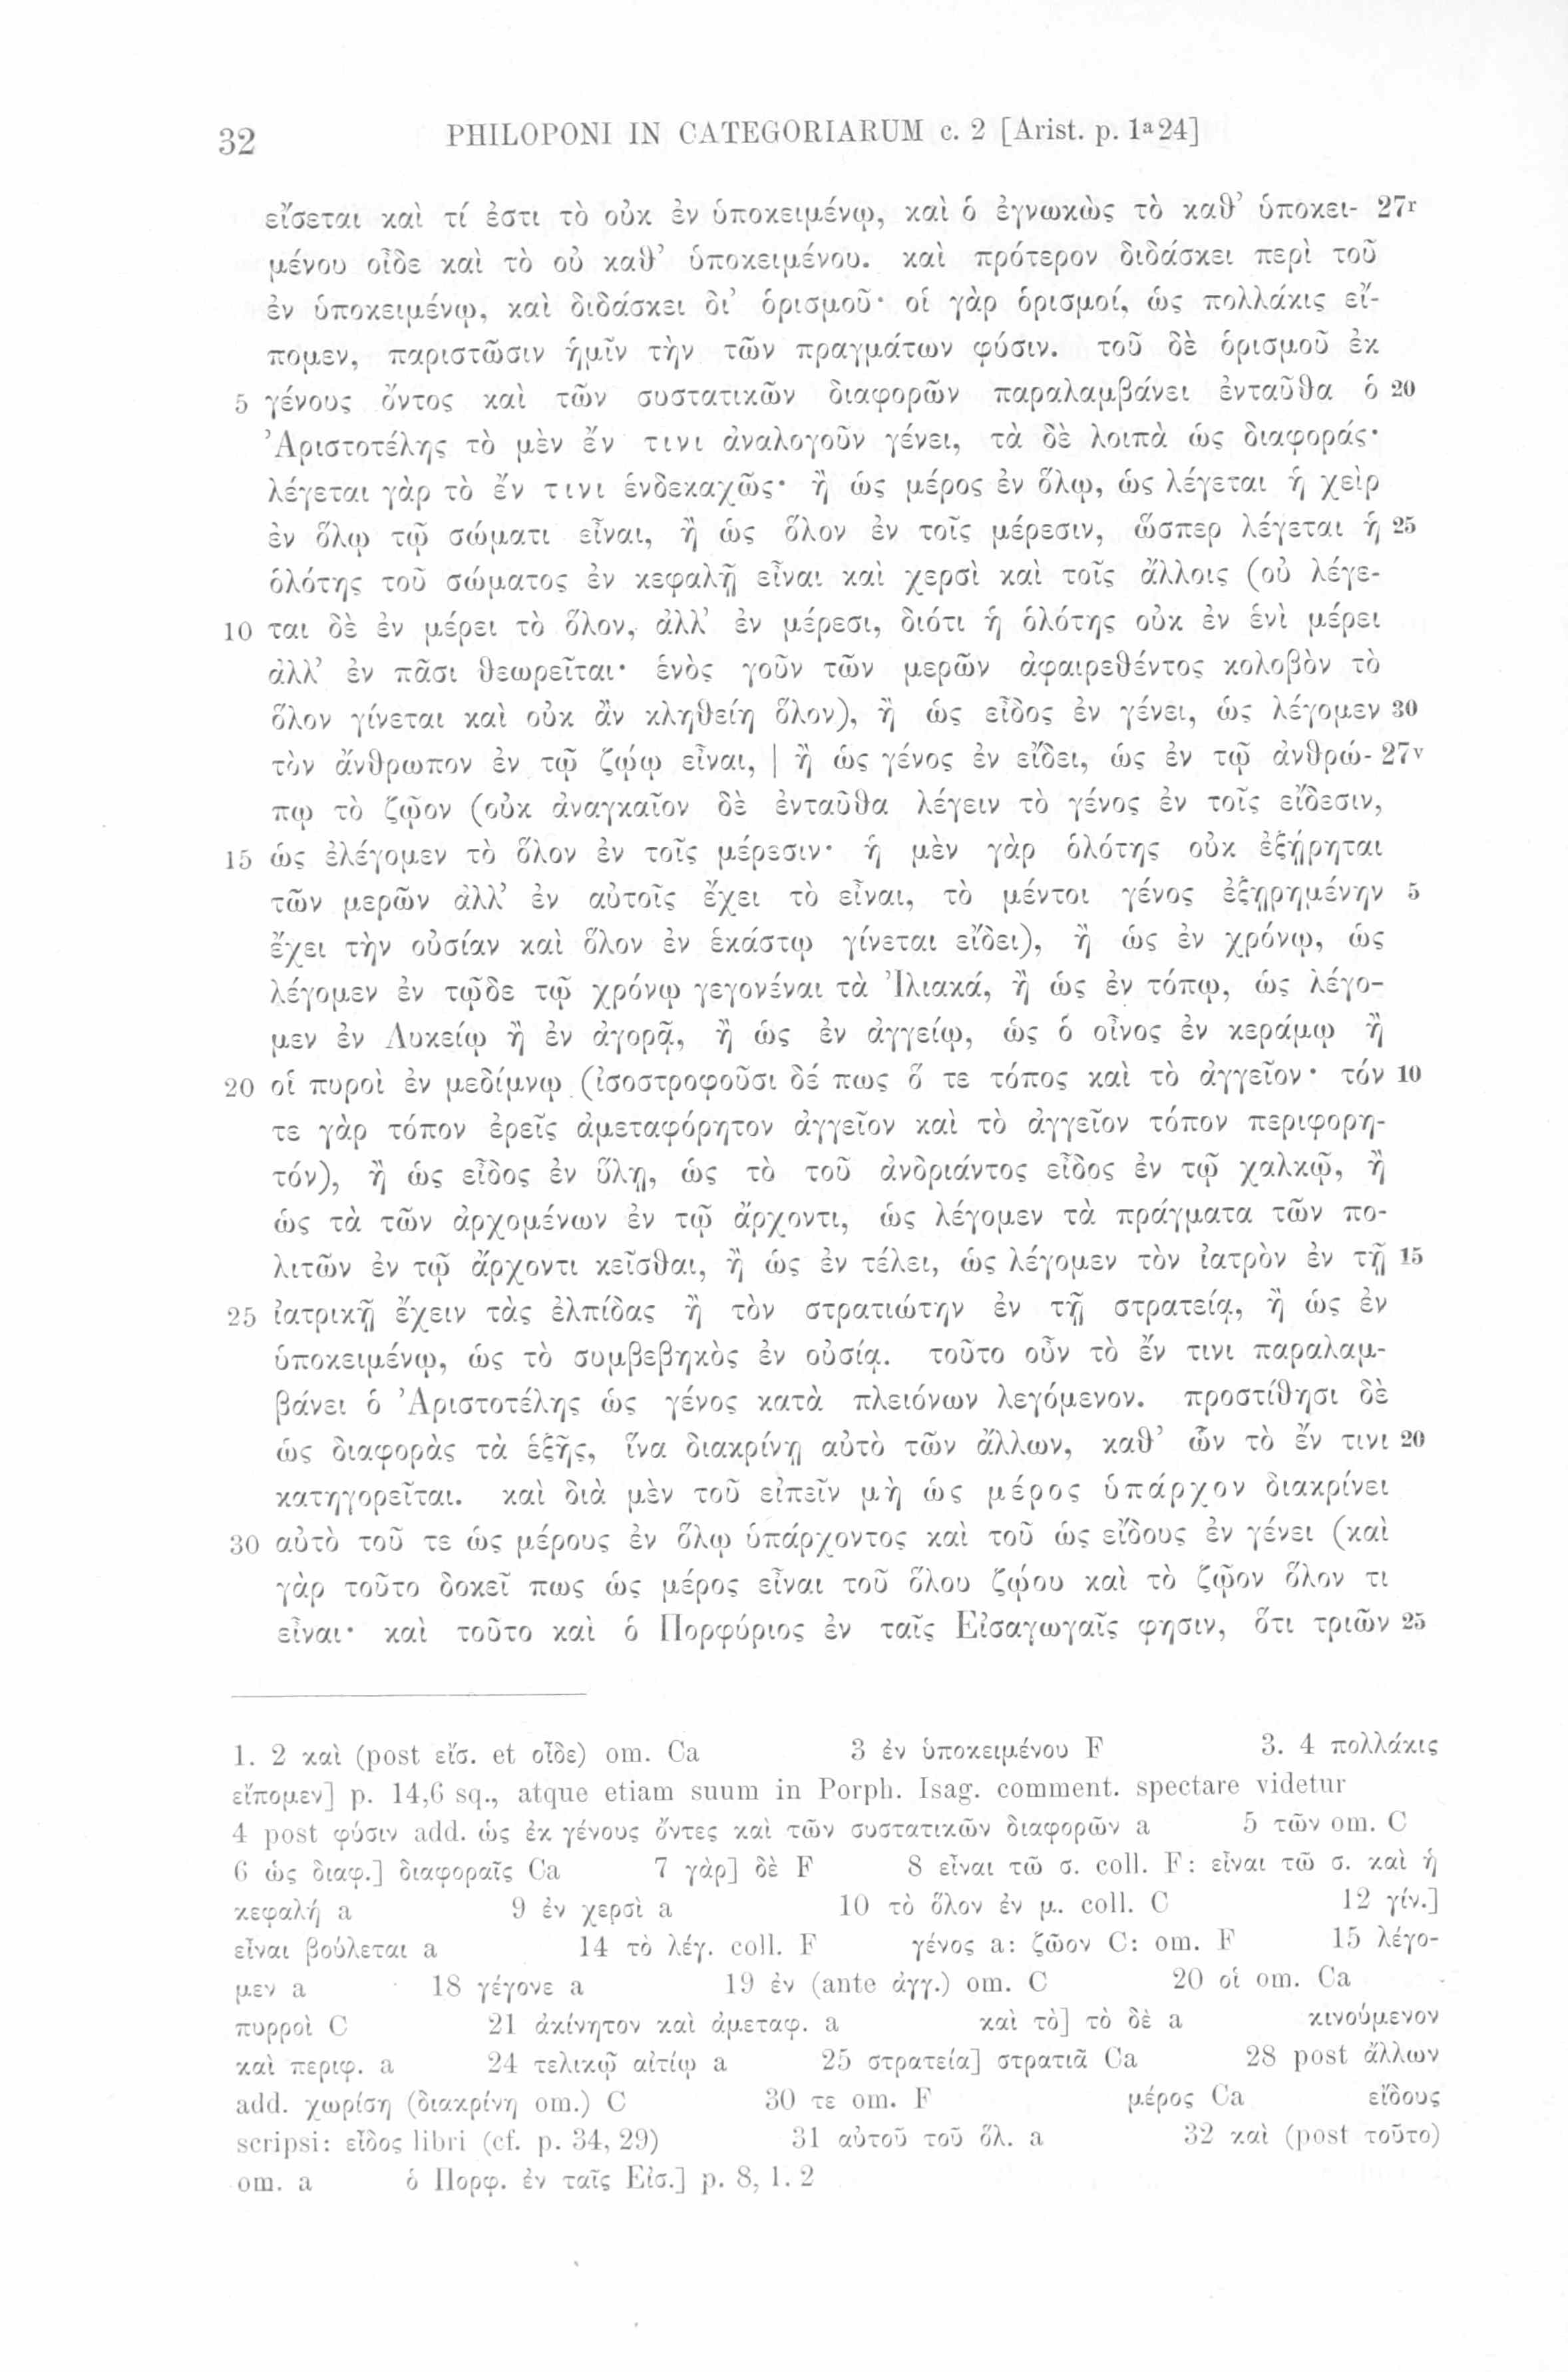 32 PHILOPONI IN CATEGORIARUM c. 2 [Arist. p. 1ª24]
εἴσεται καὶ τί ἐστι τὸ οὐκ ἐν ὑποκειμένῳ, καὶ ὁ ἐγνωκὼς τὸ καθ’ ὑποκει- 27r
μένου οἶδε καὶ τὸ οὐ καθ’ ὑποκειμένου. καὶ πρότερον διδάσκει περὶ τοῦ
ἐν ὑποκειμένῳ, καὶ διδάσκει δι’ ὁρισμοῦ· οἱ γὰρ ὁρισμοί, ὡς πολλάκις εἴ-
πομεν, παριστῶσιν ἡμῖν τὴν τῶν πραγμάτων φύσιν. τοῦ δὲ ὁρισμοῦ ἐκ
5 γένους ὄντος καὶ τῶν συστατικῶν διαφορῶν παραλαμβάνει ἐνταῦθα ὁ 20
Ἀριστοτέλης τὸ μὲν ἔν τινι ἀναλογοῦν γένει, τὰ δὲ λοιπὰ ὡς διαφοράς·
λέγεται γὰρ τὸ ἔν τινι ἑνδεκαχῶς· ἢ ὡς μέρος ἐν ὅλῳ, ὡς λέγεται ἡ χεὶρ
ἐν ὅλῳ τῷ σώματι εἶναι, ἢ ὡς ὅλον ἐν τοῖς μέρεσιν, ὥσπερ λέγεται ἡ 25
ὁλότης τοῦ σώματος ἐν κεφαλῇ εἶναι καὶ χερσὶ καὶ τοῖς ἄλλοις (οὐ λέγε-
10 ται δὲ ἐν μέρει τὸ ὅλον, ἀλλ’ ἐν μέρεσι, διότι ἡ ὁλότης οὐκ ἐν ἑνὶ μέρει
ἀλλ’ ἐν πᾶσι θεωρεῖται· ἑνὸς γοῦν τῶν μερῶν ἀφαιρεθέντος κολοβὸν τὸ
ὅλον γίνεται καὶ οὐκ ἂν κληθείη ὅλον), ἢ ὡς εἶδος ἐν γένει, ὡς λέγομεν 30
τὸν ἄνθρωπον ἐν τῷ ζῴῳ εἶναι, | ἢ ὡς γένος ἐν εἴδει, ὡς ἐν τῷ ἀνθρώ- 27v
πῳ τὸ ζῷον (οὐκ ἀναγκαῖον δὲ ἐνταῦθα λέγειν τὸ γένος ἐν τοῖς εἴδεσιν,
15 ὡς ἐλέγομεν τὸ ὅλον ἐν τοῖς μέρεσιν· ἡ μὲν γὰρ ὁλότης οὐκ ἐξῄρηται
τῶν μερῶν ἀλλ’ ἐν αὐτοῖς ἔχει τὸ εἶναι, τὸ μέντοι γένος ἐξῃρημένην 5
ἔχει τὴν οὐσίαν καὶ ὅλον ἐν ἑκάστῳ γίνεται εἴδει), ἢ ὡς ἐν χρόνῳ, ὡς
λέγομεν ἐν τῷδε τῷ χρόνῳ γεγονέναι τὰ Ἰλιακά, ἢ ὡς ἐν τόπῳ, ὡς λέγο-
μεν ἐν Λυκείῳ ἢ ἐν ἀγορᾷ, ἢ ὡς ἐν ἀγγείῳ, ὡς ὁ οἶνος ἐν κεράμῳ ἢ
20 οἱ πυροὶ ἐν μεδίμνῳ (ἰσοστροφοῦσι δέ πως ὅ τε τόπος καὶ τὸ ἀγγεῖον· τόν 10
τε γὰρ τόπον ἐρεῖς ἀμεταφόρητον ἀγγεῖον καὶ τὸ ἀγγεῖον τόπον περιφορη-
τόν), ἢ ὡς εἶδος ἐν ὕλῃ, ὡς τὸ τοῦ ἀνδριάντος εἶδος ἐν τῷ χαλκῷ, ἢ
ὡς τὰ τῶν ἀρχομένων ἐν τῷ ἄρχοντι, ὡς λέγομεν τὰ πράγματα τῶν πο-
λιτῶν ἐν τῷ ἄρχοντι κεῖσθαι, ἢ ὡς ἐν τέλει, ὡς λέγομεν τὸν ἰατρὸν ἐν τῇ 15
25 ἰατρικῇ ἔχειν τὰς ἐλπίδας ἢ τὸν στρατιώτην ἐν τῇ στρατείᾳ, ἢ ὡς ἐν
ὑποκειμένῳ, ὡς τὸ συμβεβηκὸς ἐν οὐσίᾳ. τοῦτο οὖν τὸ ἔν τινι παραλαμ-
βάνει ὁ Ἀριστοτέλης ὡς γένος κατὰ πλειόνων λεγόμενον. προστίθησι δὲ
ὡς διαφορὰς τὰ ἑξῆς, ἵνα διακρίνῃ αὐτὸ τῶν ἄλλων, καθ’ ὧν τὸ ἔν τινι 20
κατηγορεῖται. καὶ διὰ μὲν τοῦ εἰπεῖν μὴ ὡς μέρος ὑπάρχον διακρίνει
30 αὐτὸ τοῦ τε ὡς μέρους ἐν ὅλῳ ὑπάρχοντος καὶ τοῦ ὡς εἴδους ἐν γένει (καὶ
γὰρ τοῦτο δοκεῖ πως ὡς μέρος εἶναι τοῦ ὅλου ζῴου καὶ τὸ ζῷον ὅλον τι
εἶναι· καὶ τοῦτο καὶ ὁ Πορφύριος ἐν ταῖς Εἰσαγωγαῖς φησιν, ὅτι τριῶν 25
1. 2 καὶ (post εἴσ. et οἶδε) om. Ca 3 ἐν ὑποκειμένου F 3. 4 πολλάκις
εἴπομεν] p. 14,6 sq., atque etiam suum in Porph. Isag. comment. spectare videtur
4 post φύσιν add. ὡς ἐκ γένους ὄντες καὶ τῶν συστατικῶν διαφορῶν a 5 τῶν om. C
6 ὡς διαφ.] διαφοραῖς Ca 7 γὰρ] δὲ F 8 εἶναι τῶ σ. coll. F: εἶναι τῶ σ. καὶ ἡ
κεφαλή a 9 ἐν χερσὶ a 10 τὸ ὅλον ἐν μ. coll. C 12 γίν.]
εἶναι βούλεται a 14 τὸ λέγ. coll. F γένος a: ζῶον C: om. F 15 λέγο-
μεν a 18 γέγονε a 19 ἐν (ante ἀγγ.) om. C 20 οἱ om. Ca
πυρροὶ C 21 ἀκίνητον καὶ ἀμεταφ. a καὶ τὸ] τὸ δὲ a κινούμενον
καὶ περιφ. a 24 τελικῷ αἰτίῳ a 25 στρατεία] στρατιᾶ Ca 28 post ἄλλων
add. χωρίση (διακρίνῃ om.) C 30 τε om. F μέρος Ca εἴδους
scripsi: εἶδος libri (cf. p. 34, 29) 31 αὐτοῦ τοῦ ὅλ. a 32 καὶ (post τοῦτο)
om. a ὁ Πορφ. ἐν ταῖς Εἰσ.] p. 8, 1. 2